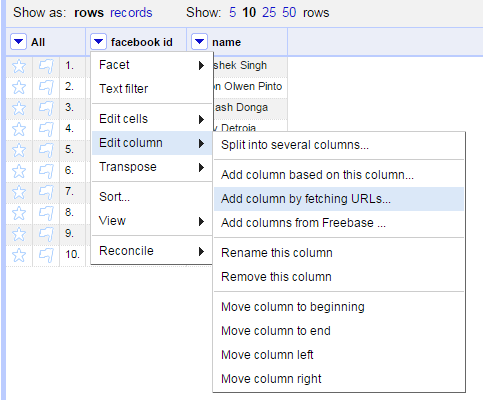 Show as: rows records Show: 5 10 25 50 rows
All facebook id name
1. shek Singh
2. on Olwen Pinto
3. ash Donga
4. Detroja
5.
6.
7.
8.
9.
10.
Facet
Text filter
Edit cells
Edit column
Transpose
Sort...
View
Reconcile
Split into several columns...
Add column based on this column...
Add column by fetching URLs...
Add columns from Freebase ...
Rename this column
Remove this column
Move column to beginning
Move column to end
Move column left
Move column right